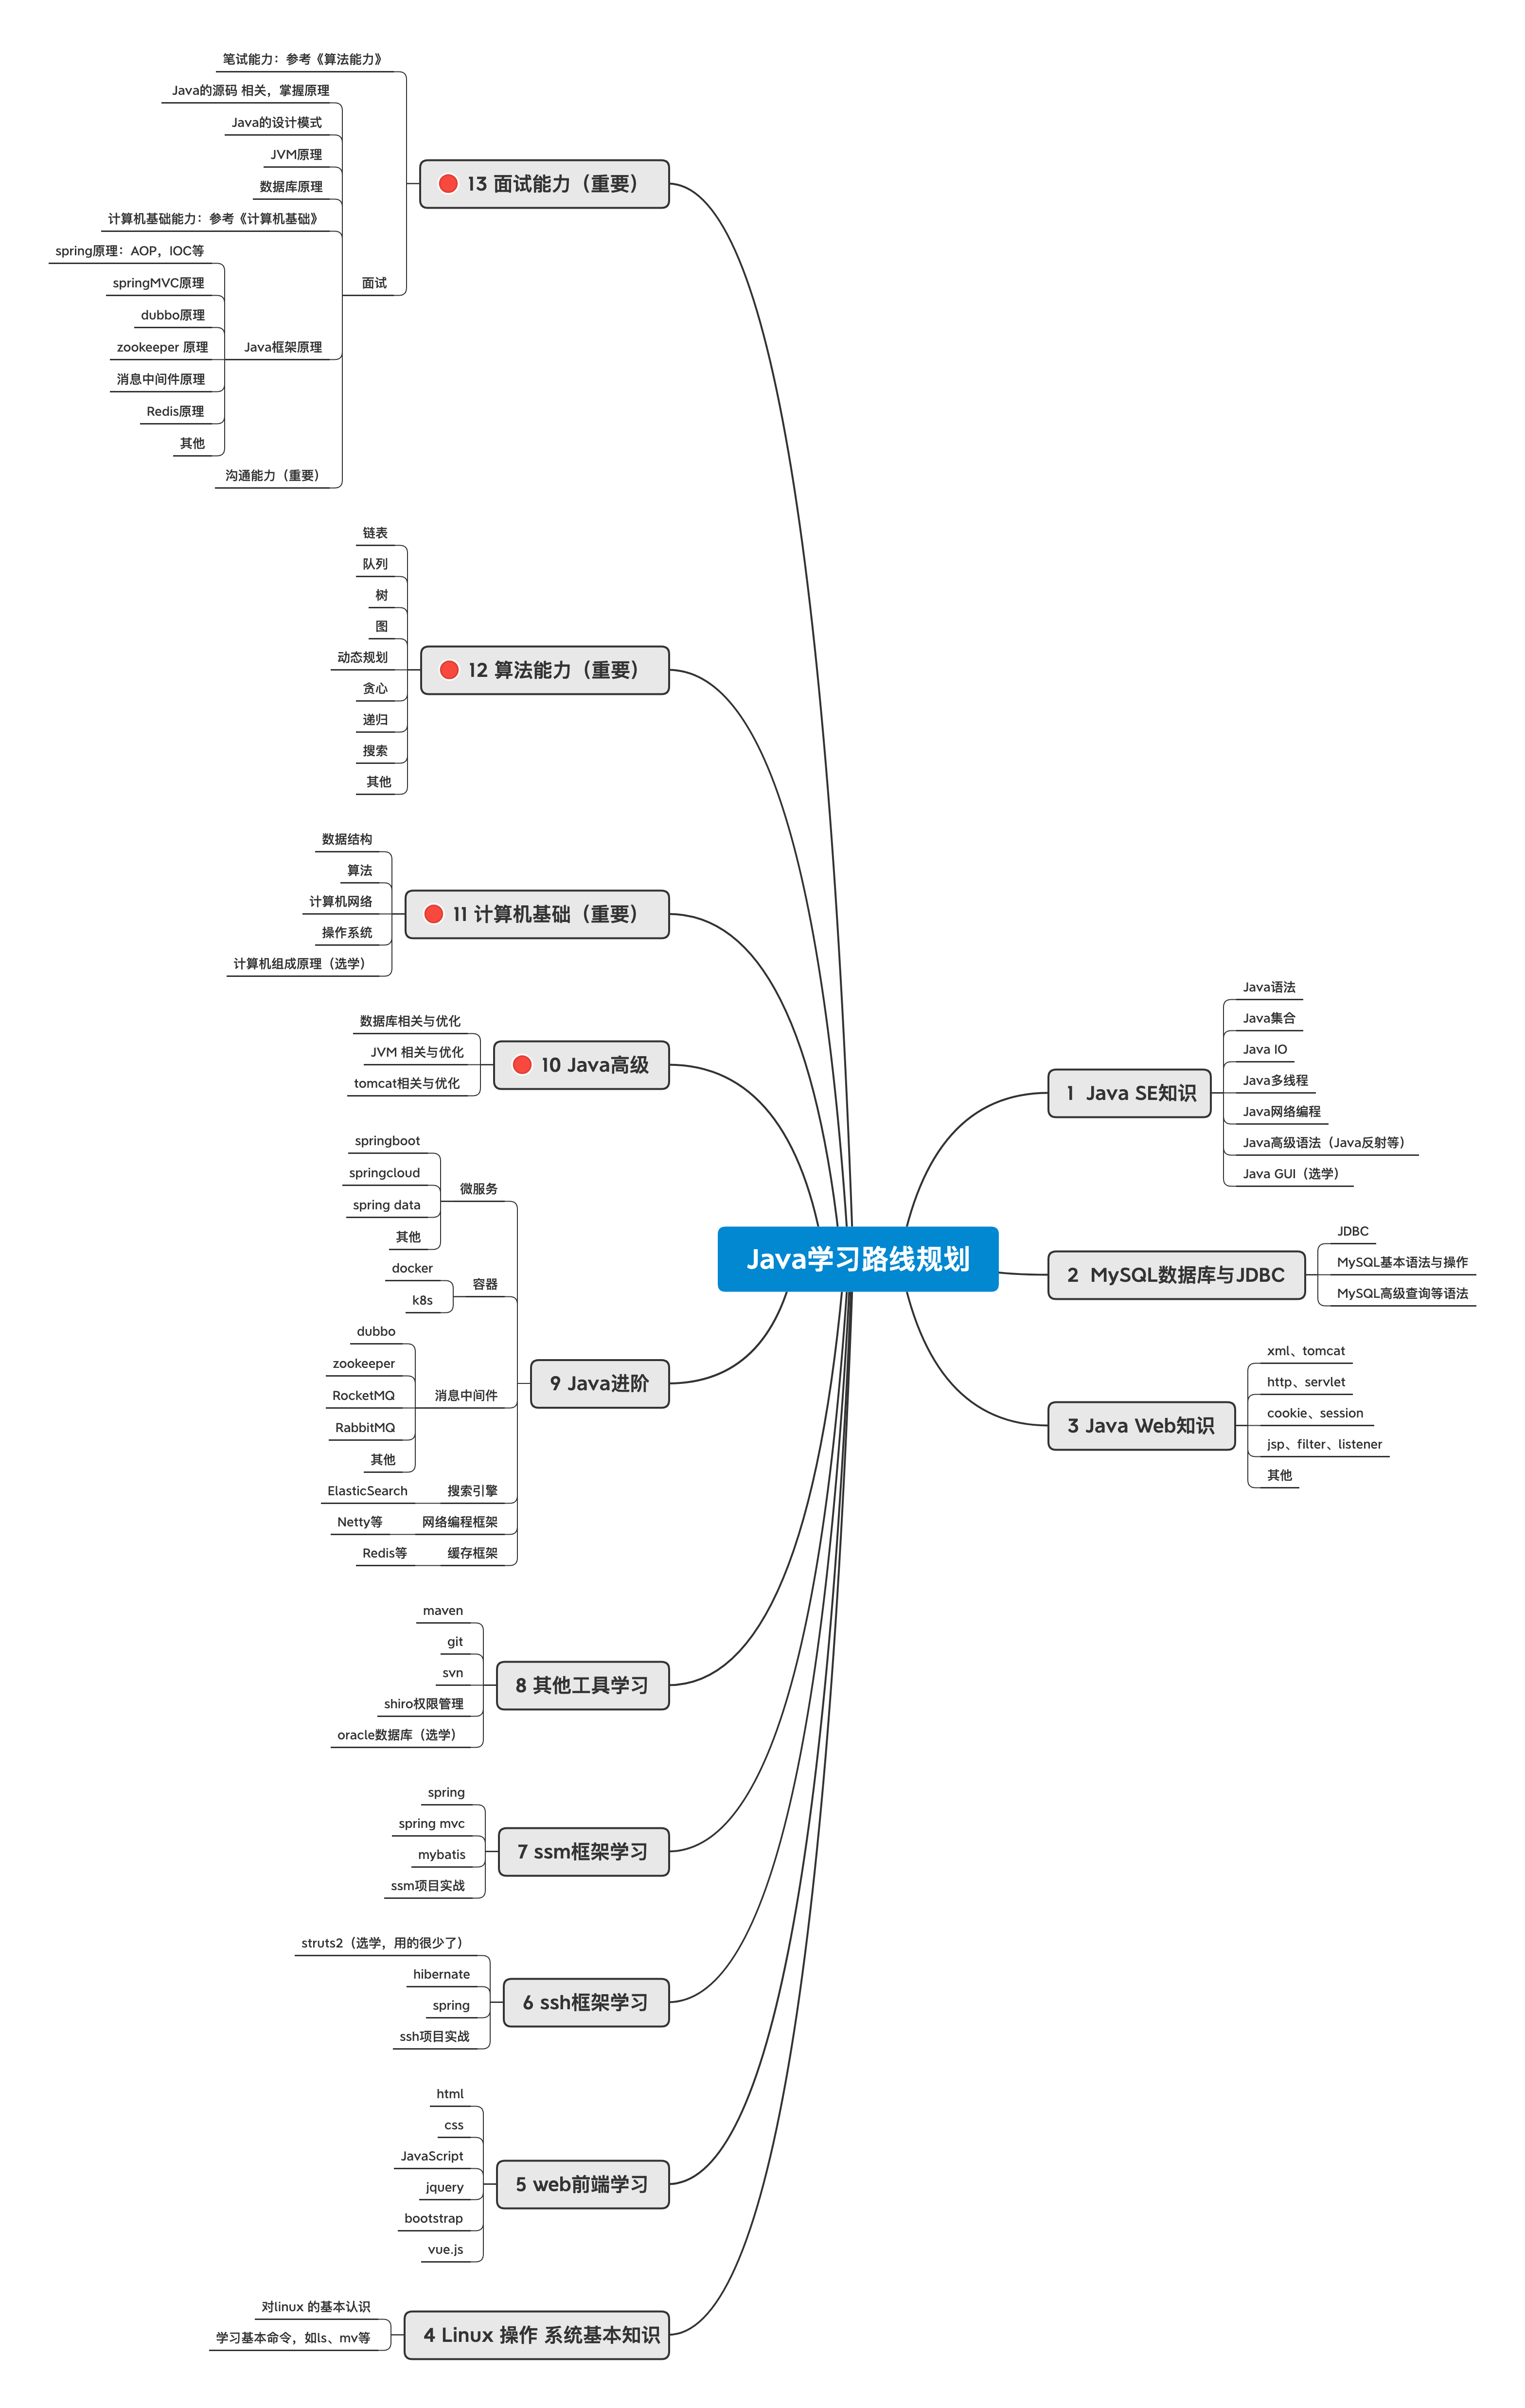 Java学习路线规划
1  Java SE知识
Java语法
Java集合
Java IO
Java多线程
Java网络编程
Java高级语法（Java反射等）
Java GUI（选学）
2  MySQL数据库与JDBC
JDBC
MySQL基本语法与操作
MySQL高级查询等语法
3 Java Web知识
xml、tomcat
http、servlet
cookie、session
jsp、filter、listener
其他
4 Linux 操作 系统基本知识
对linux 的基本认识
学习基本命令，如ls、mv等
5 web前端学习
html
css
JavaScript
jquery
bootstrap
vue.js
6 ssh框架学习
struts2（选学，用的很少了）
hibernate
spring
ssh项目实战
7 ssm框架学习
spring
spring mvc
mybatis
ssm项目实战
8 其他工具学习
maven
git
svn
shiro权限管理
oracle数据库（选学）
9 Java进阶
微服务
springboot
springcloud
spring data
其他
容器
docker
k8s
消息中间件
dubbo
zookeeper
RocketMQ
RabbitMQ
其他
搜索引擎
ElasticSearch
网络编程框架
Netty等
缓存框架
Redis等
10 Java高级
数据库相关与优化
JVM 相关与优化
tomcat相关与优化
11 计算机基础（重要）
数据结构
算法
计算机网络
操作系统
计算机组成原理（选学）
12 算法能力（重要）
链表
队列
树
图
动态规划
贪心
递归
搜索
其他
13 面试能力（重要）
笔试能力：参考《算法能力》
面试
Java的源码 相关，掌握原理
Java的设计模式
JVM原理
数据库原理
计算机基础能力：参考《计算机基础》
Java框架原理
spring原理：AOP，IOC等
springMVC原理
dubbo原理
zookeeper 原理
消息中间件原理
Redis原理
其他
沟通能力（重要）